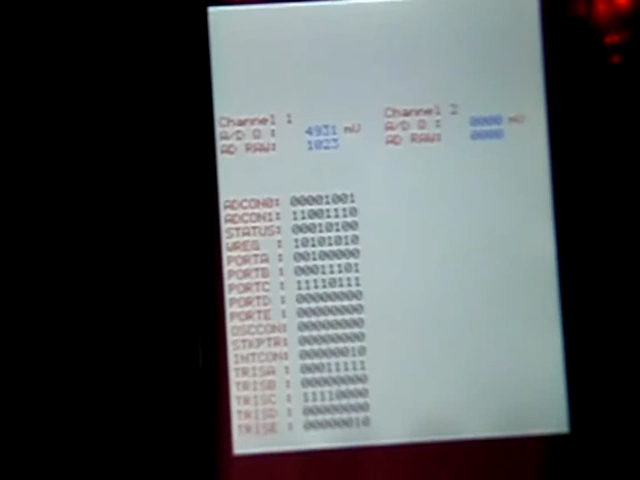 Channel 1
A/D 0 : 4931 mV
AD RAW: 1023
Channel 2
A/D 0 : 0000 mV
AD RAW: 0000
ADCON0: 00001001
ADCON1: 11001110
STATUS: 00010100
WREG : 10101010
PORTA : 00100000
PORTB : 00011101
PORTC : 11110111
PORTD : 00000000
PORTE : 00000000
OSCCON: 00000000
STKPTR: 00000000
INTCON: 00000010
TRISA : 00011111
TRISB : 00000000
TRISC : 11110000
TRISD : 00000000
TRISE : 00000010